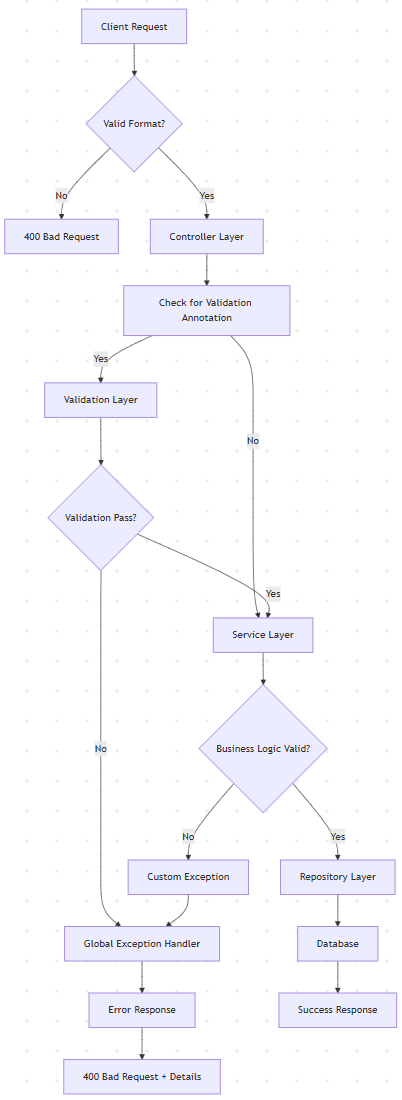 Client Request
Valid Format?
No
Yes
400 Bad Request
Controller Layer
Check for Validation
Annotation
Yes
Validation Layer
No
Validation Pass?
Yes
Service Layer
No
Business Logic Valid?
No
Yes
Custom Exception
Repository Layer
Global Exception Handler
Database
Error Response
Success Response
400 Bad Request + Details